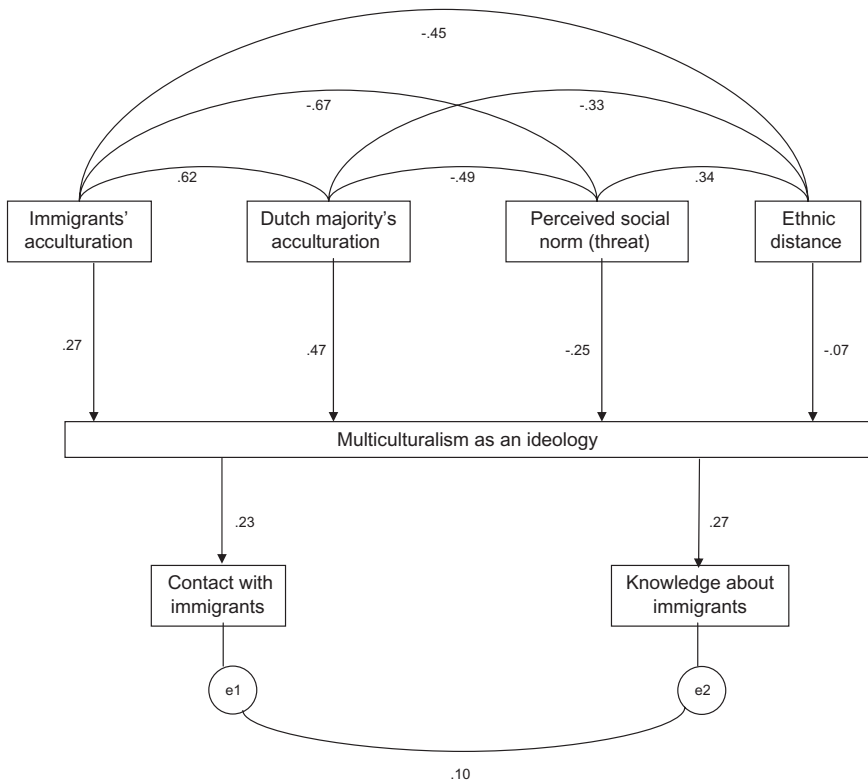 -.45
-.67
-.33
.62
-.49
.34
Immigrants’
acculturation
Dutch majority’s
acculturation
Perceived social
norm (threat)
Ethnic
distance
.27
.47
-.25
-.07
Multiculturalism as an ideology
.23
.27
Contact with
immigrants
Knowledge about
immigrants
e1
e2
.10